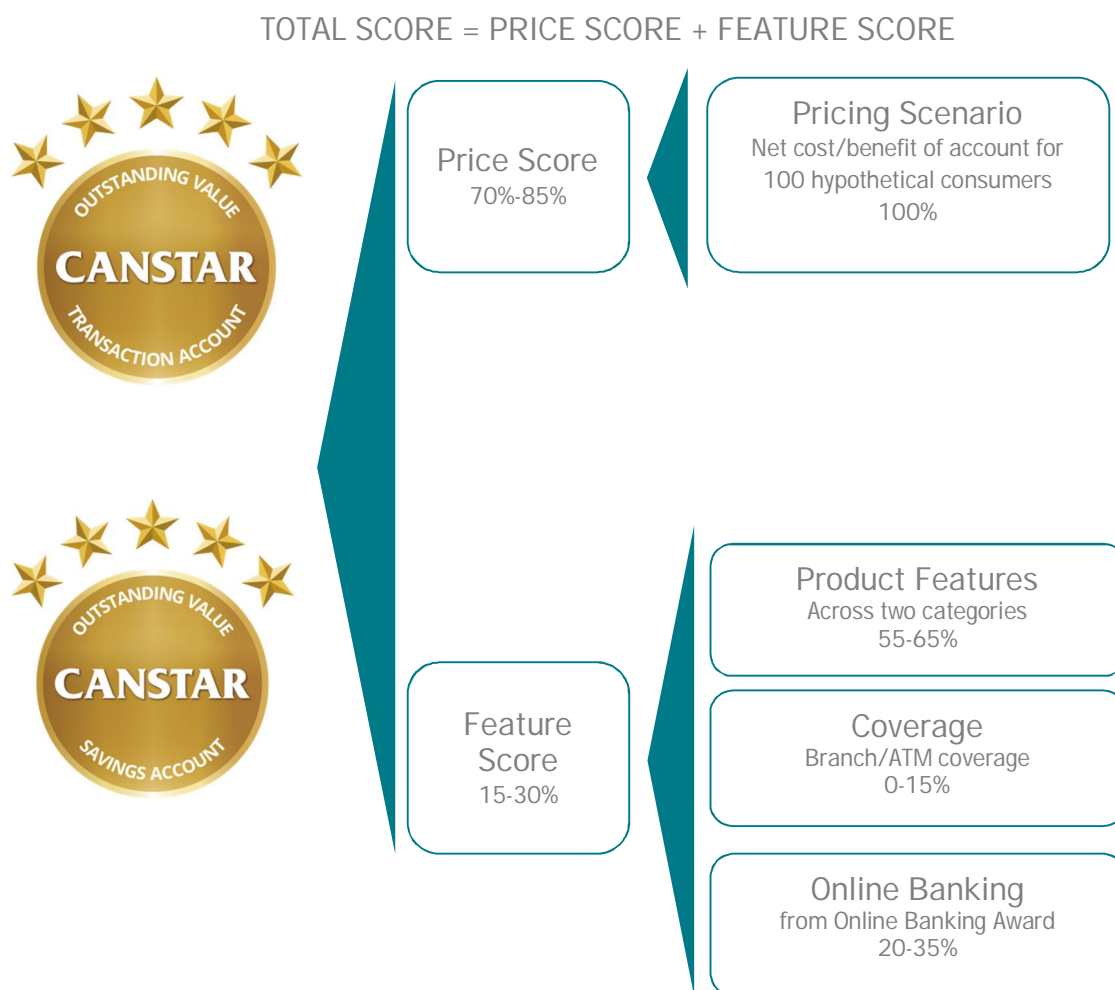 TOTAL SCORE = PRICE SCORE + FEATURE SCORE
OUTSTANDING VALUE
CANSTAR
TRANSACTION ACCOUNT
Price Score
70%-85%
Pricing Scenario
Net cost/benefit of account for
100 hypothetical consumers
100%
OUTSTANDING VALUE
CANSTAR
SAVINGS ACCOUNT
Feature
Score
15-30%
Product Features
Across two categories
55-65%
Coverage
Branch/ATM coverage
0-15%
Online Banking
from Online Banking Award
20-35%